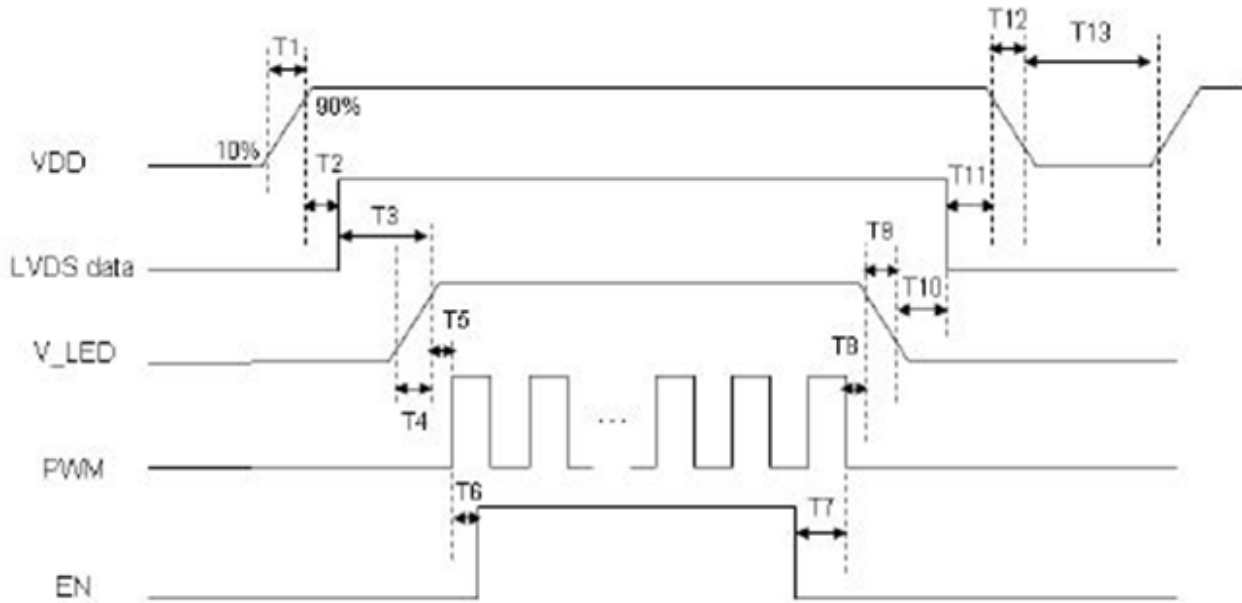 T12
T13
T1
90%
10%
VDD
T2
T11
T3
T9
LVDS data
T10
T5
V_LED
T8
T4
...
PWM
T6
T7
EN